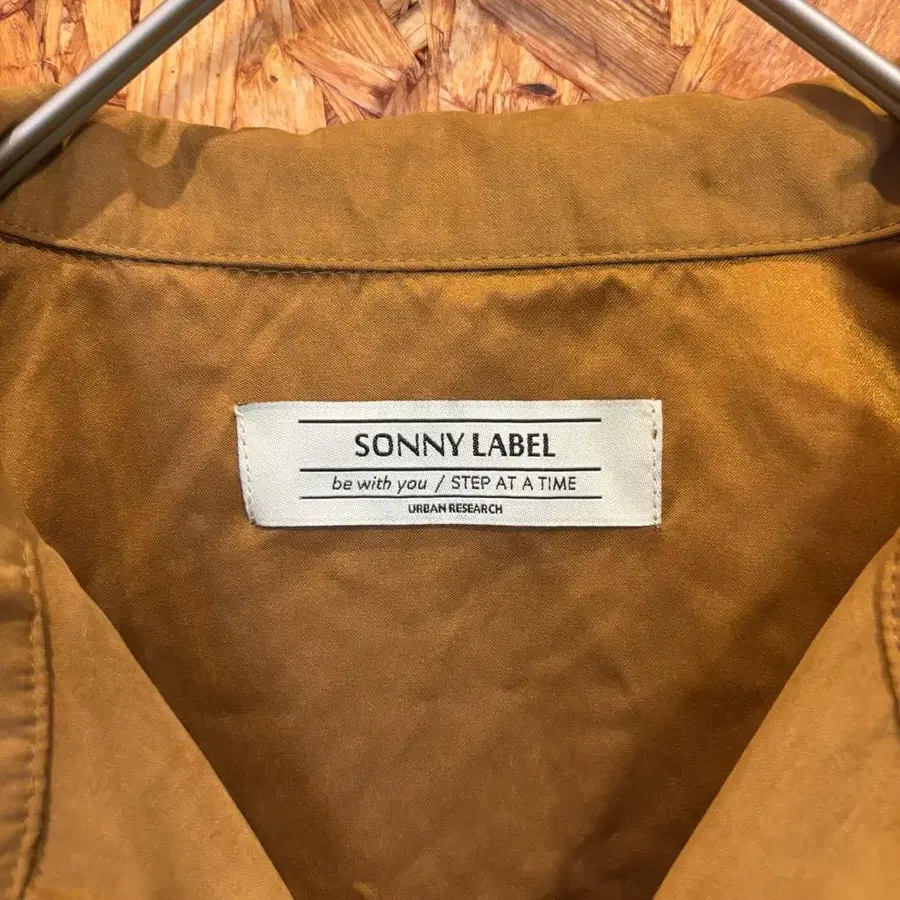 SONNY LABEL
be with you / STEP AT A TIME
URBAN RESEARCH